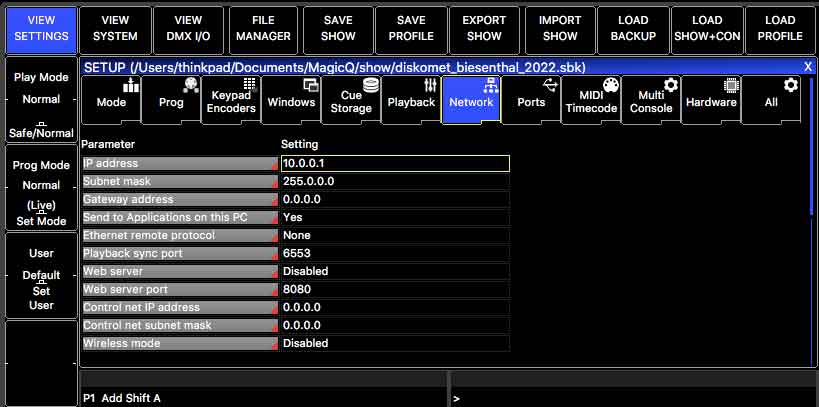 VIEW SETTINGS
VIEW SYSTEM
VIEW DMX I/O
FILE MANAGER
SAVE SHOW
SAVE PROFILE
EXPORT SHOW
IMPORT SHOW
LOAD BACKUP
LOAD SHOW+CON
LOAD PROFILE
Play Mode
Normal
Safe/Normal
Prog Mode
Normal
(Live)
Set Mode
User
Default
Set
User
SETUP (/Users/thinkpad/Documents/MagicQ/show/diskomet_biesenthal_2022.sbk) X
Mode
Prog
Keypad Encoders
Windows
Cue Storage
Playback
Network
Ports
MIDI Timecode
Multi Console
Hardware
All
Parameter Setting
IP address 10.0.0.1
Subnet mask 255.0.0.0
Gateway address 0.0.0.0
Send to Applications on this PC Yes
Ethernet remote protocol None
Playback sync port 6553
Web server Disabled
Web server port 8080
Control net IP address 0.0.0.0
Control net subnet mask 0.0.0.0
Wireless mode Disabled
P1 Add Shift A >